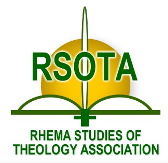 RSOTA
RHEMA STUDIES OF
THEOLOGY ASSOCIATION